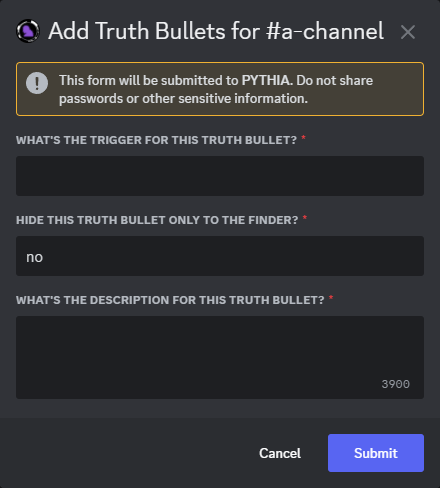 Add Truth Bullets for #a-channel
This form will be submitted to PYTHIA. Do not share
passwords or other sensitive information.
WHAT'S THE TRIGGER FOR THIS TRUTH BULLET? *
HIDE THIS TRUTH BULLET ONLY TO THE FINDER? *
no
WHAT'S THE DESCRIPTION FOR THIS TRUTH BULLET? *
3900
Cancel
Submit